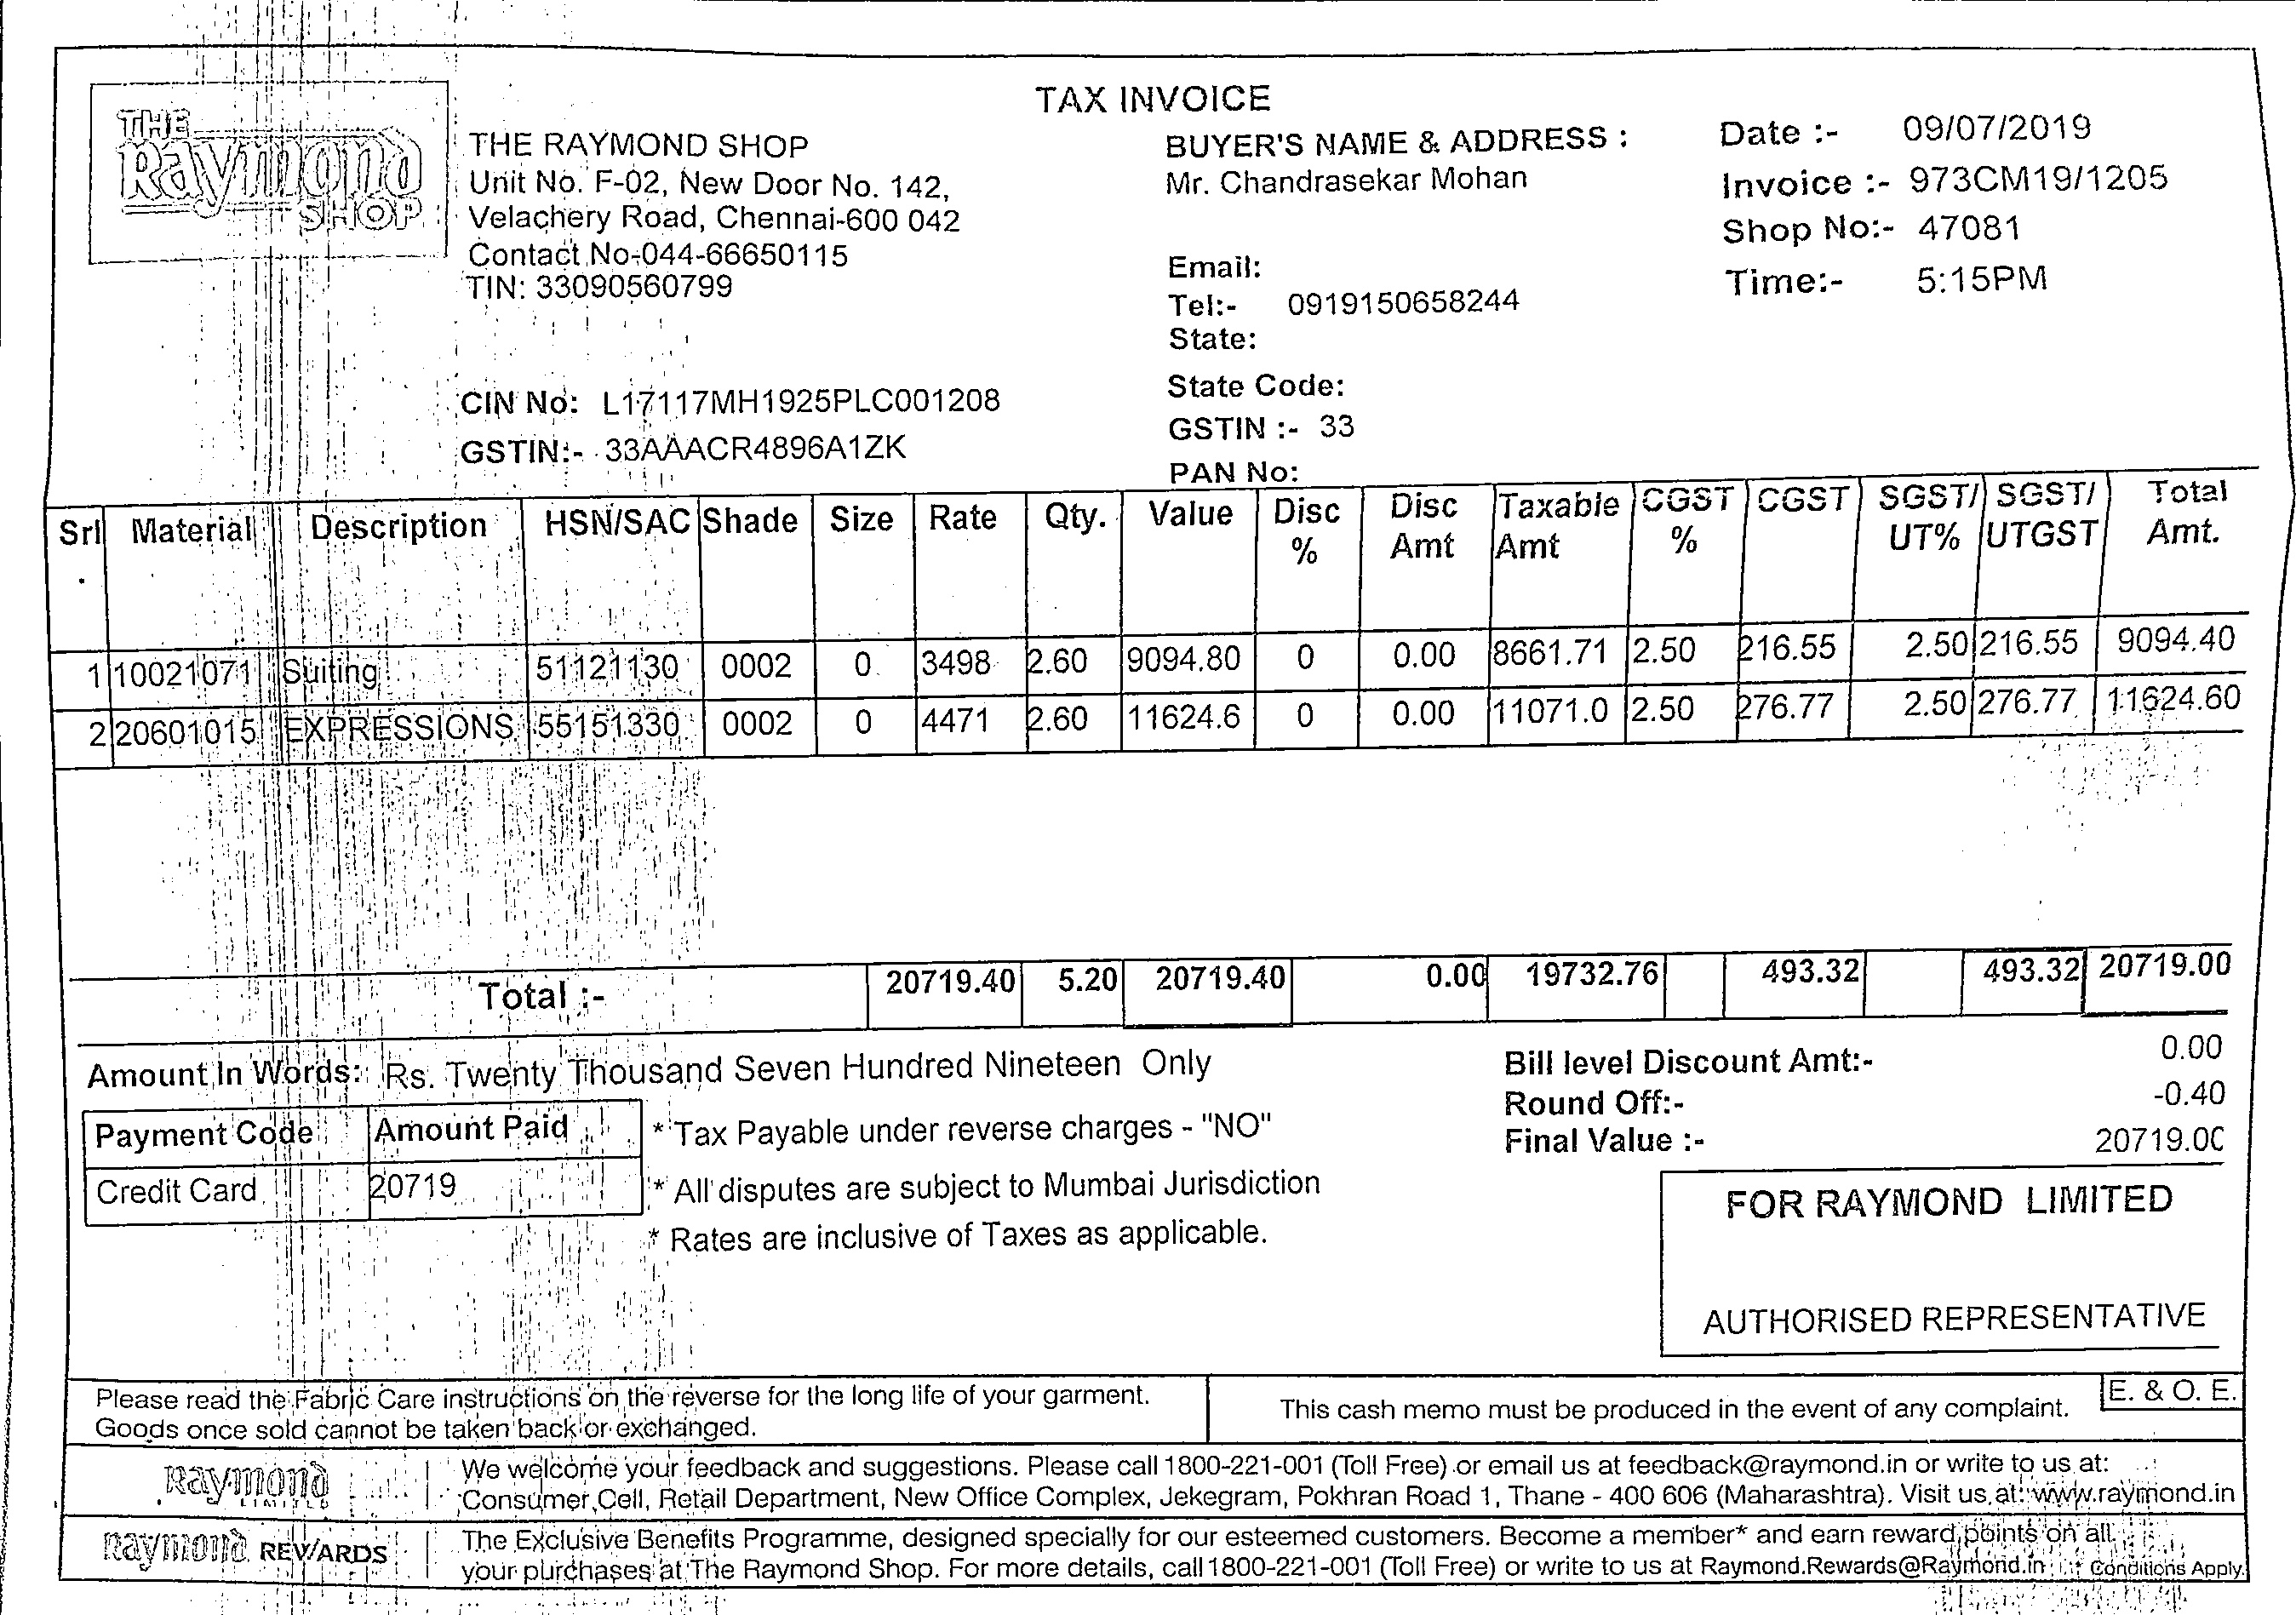 TAX INVOICE
THE Raymond SHOP
THE RAYMOND SHOP
Unit No. F-02, New Door No. 142,
Velachery Road, Chennai-600 042
Contact No-044-66650115
TIN: 33090560799
CIN No: L17117MH1925PLC001208
GSTIN:- 33AAACR4896A1ZK
BUYER'S NAME & ADDRESS :
Mr. Chandrasekar Mohan
Email:
Tel:- 0919150658244
State:
State Code:
GSTIN :- 33
PAN No:
Date :- 09/07/2019
Invoice :- 973CM19/1205
Shop No:- 47081
Time:- 5:15PM
Srl. Material Description HSN/SAC Shade Size Rate Qty. Value Disc % Disc Amt Taxable Amt CGST % CGST SGST/ UT% SGST/ UTGST Total Amt.
1 10021071 Suiting 51121130 0002 0 3498 2.60 9094.80 0 0.00 8661.71 2.50 216.55 2.50 216.55 9094.40
2 20601015 EXPRESSIONS 55151330 0002 0 4471 2.60 11624.6 0 0.00 11071.0 2.50 276.77 2.50 276.77 11624.60
Total :- 20719.40 5.20 20719.40 0.00 19732.76 493.32 493.32 20719.00
Amount In Words: Rs. Twenty Thousand Seven Hundred Nineteen Only
Bill level Discount Amt:- 0.00
Round Off:- -0.40
Final Value :- 20719.00
Payment Code Amount Paid
Credit Card 20719
* Tax Payable under reverse charges - "NO"
* All disputes are subject to Mumbai Jurisdiction
* Rates are inclusive of Taxes as applicable.
FOR RAYMOND LIMITED
AUTHORISED REPRESENTATIVE
Please read the Fabric Care instructions on the reverse for the long life of your garment.
Goods once sold cannot be taken back or exchanged.
This cash memo must be produced in the event of any complaint.
E. & O. E.
Raymond LIMITED
We welcome your feedback and suggestions. Please call 1800-221-001 (Toll Free) or email us at feedback@raymond.in or write to us at:
Consumer Cell, Retail Department, New Office Complex, Jekegram, Pokhran Road 1, Thane - 400 606 (Maharashtra). Visit us at: www.raymond.in
Raymond REWARDS
The Exclusive Benefits Programme, designed specially for our esteemed customers. Become a member* and earn reward points on all
your purchases at The Raymond Shop. For more details, call 1800-221-001 (Toll Free) or write to us at Raymond.Rewards@Raymond.in * Conditions Apply.